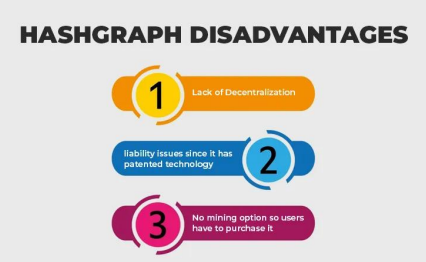 HASHGRAPH DISADVANTAGES
1
Lack of Decentralization
liability issues since it has
patented technology
2
3
No mining option so users
have to purchase it